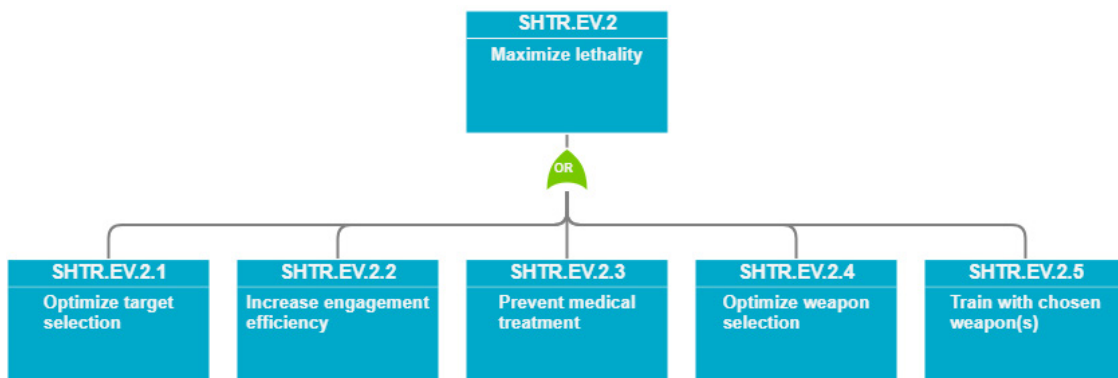 SHTR.EV.2
Maximize lethality
OR
SHTR.EV.2.1
Optimize target
selection
SHTR.EV.2.2
Increase engagement
efficiency
SHTR.EV.2.3
Prevent medical
treatment
SHTR.EV.2.4
Optimize weapon
selection
SHTR.EV.2.5
Train with chosen
weapon(s)